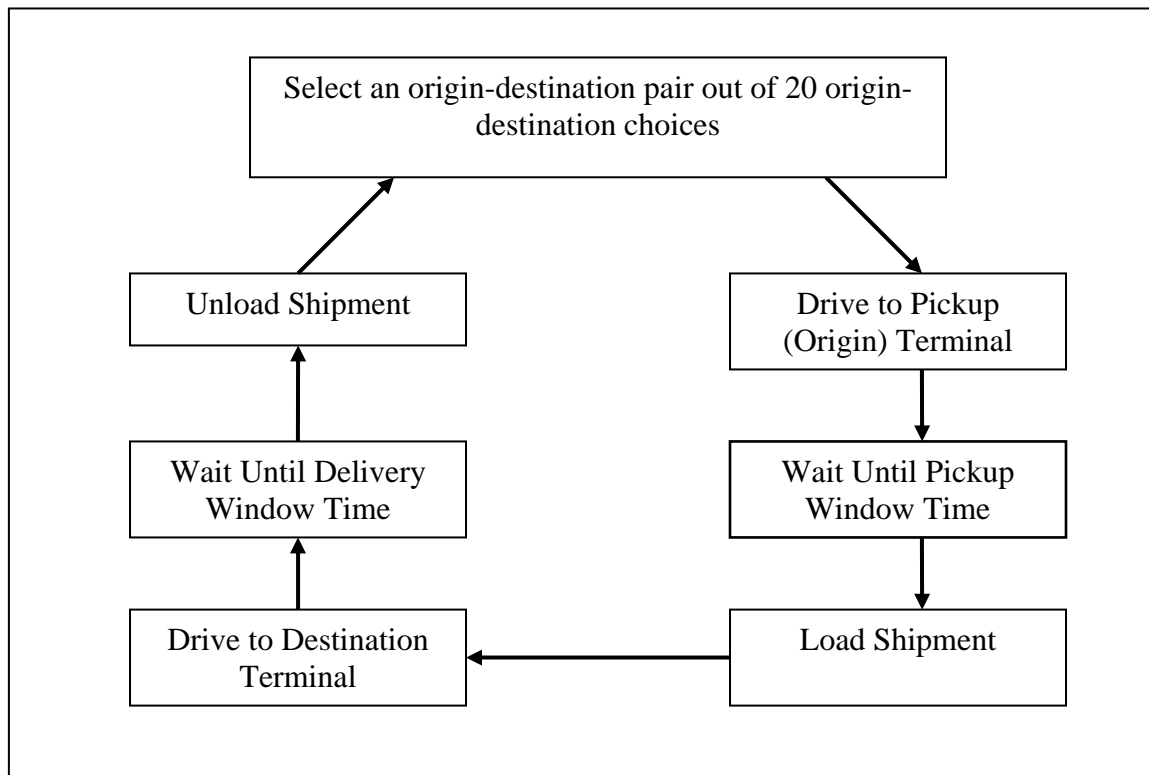 Select an origin-destination pair out of 20 origin-
destination choices
Unload Shipment
Drive to Pickup
(Origin) Terminal
Wait Until Delivery
Window Time
Wait Until Pickup
Window Time
Drive to Destination
Terminal
Load Shipment